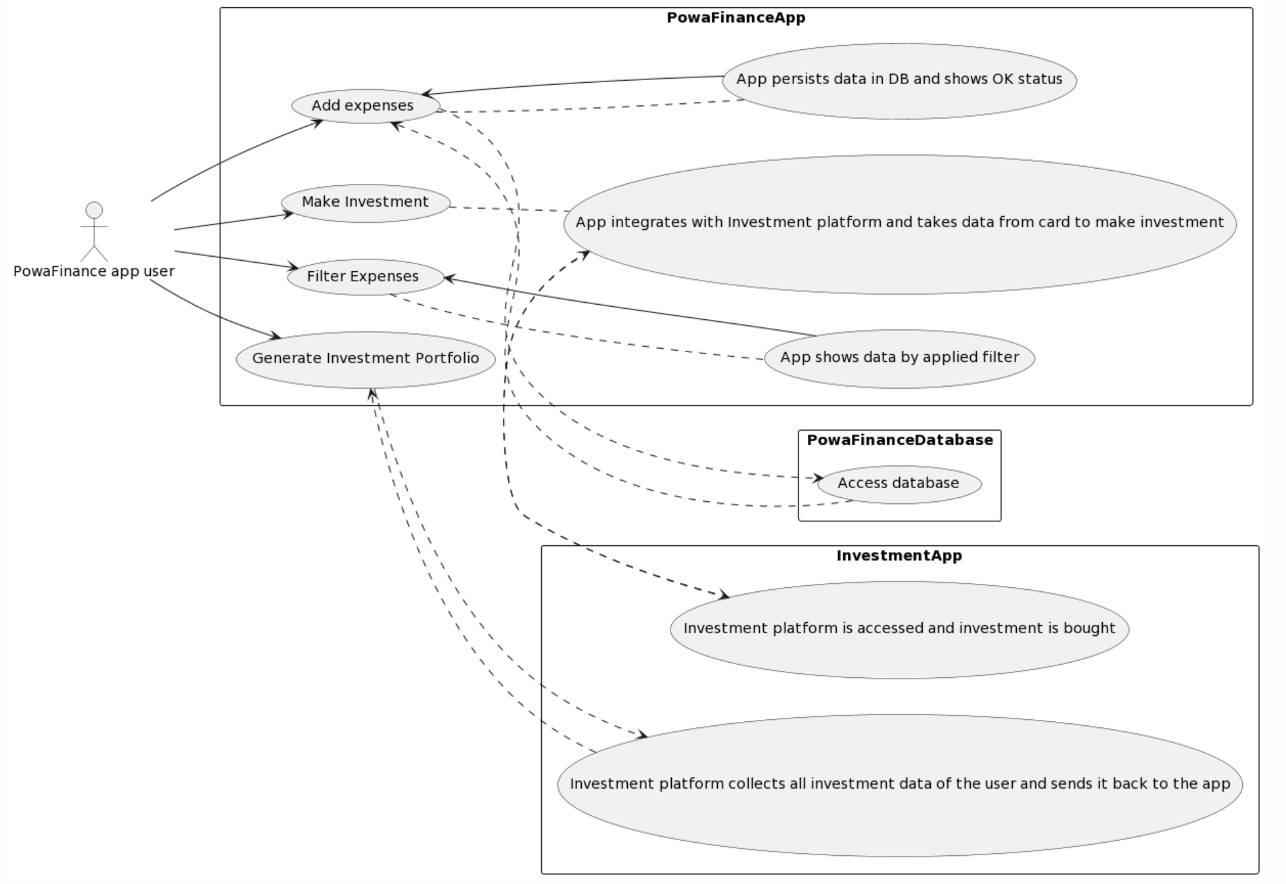 PowaFinanceApp
App persists data in DB and shows OK status
Add expenses
Make Investment
App integrates with Investment platform and takes data from card to make investment
PowaFinance app user
Filter Expenses
Generate Investment Portfolio
App shows data by applied filter
PowaFinanceDatabase
Access database
InvestmentApp
Investment platform is accessed and investment is bought
Investment platform collects all investment data of the user and sends it back to the app